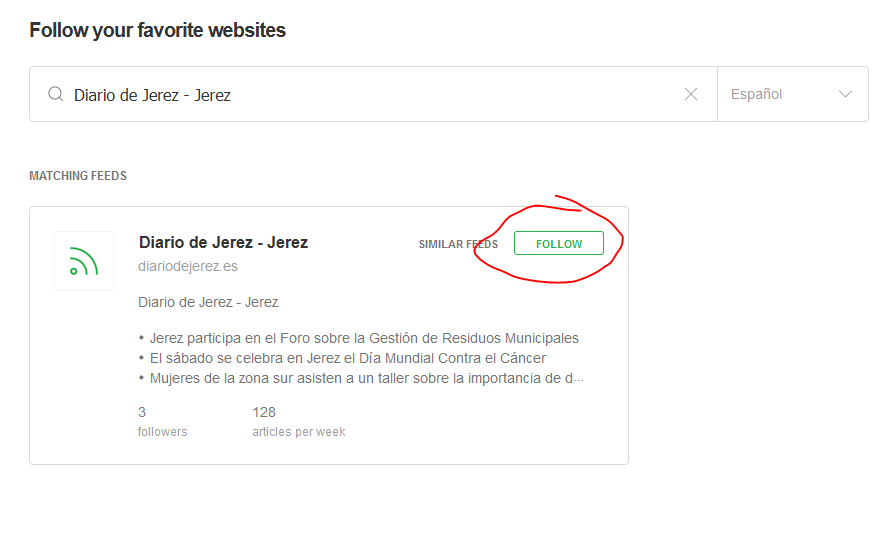 Follow your favorite websites
Diario de Jerez - Jerez
Español
MATCHING FEEDS
Diario de Jerez - Jerez
SIMILAR FEEDS
FOLLOW
diariodejerez.es
Diario de Jerez - Jerez
• Jerez participa en el Foro sobre la Gestión de Residuos Municipales
• El sábado se celebra en Jerez el Día Mundial Contra el Cáncer
• Mujeres de la zona sur asisten a un taller sobre la importancia de d...
3
followers
128
articles per week